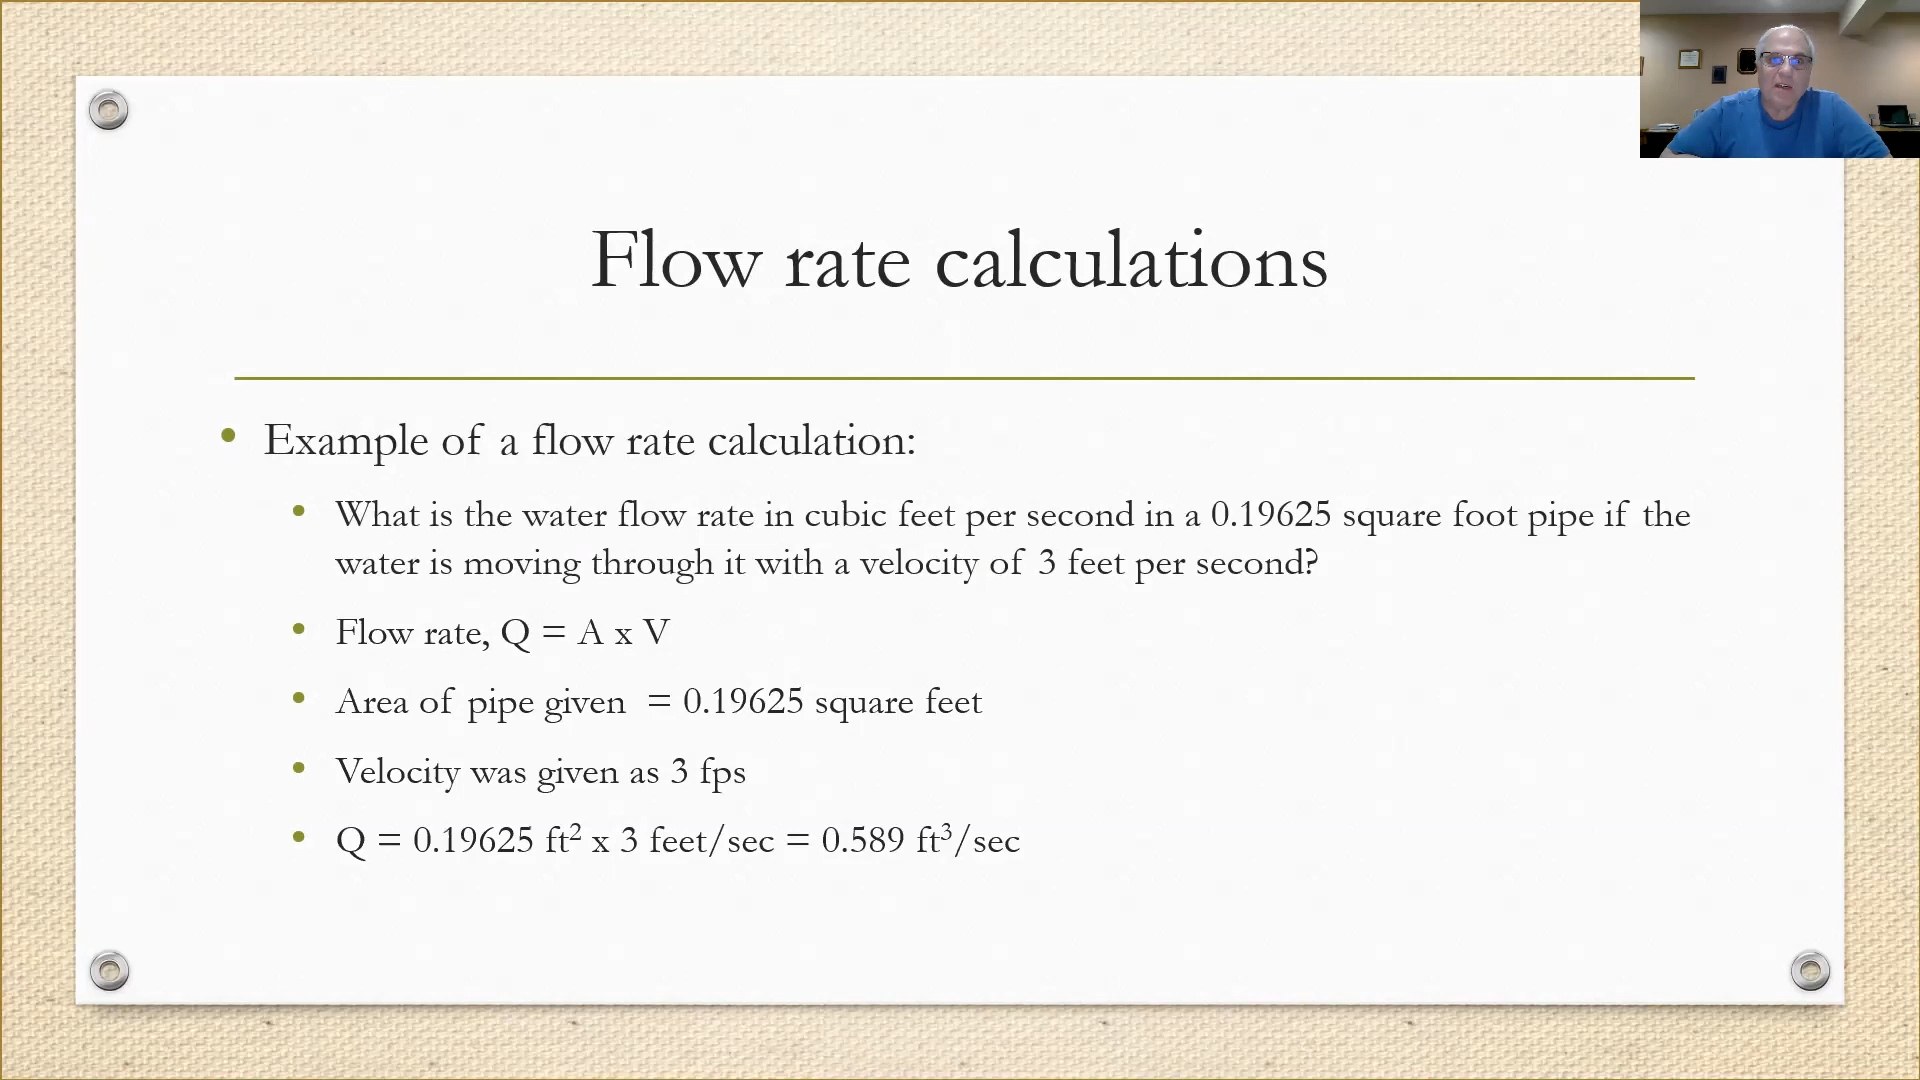 Flow rate calculations
• Example of a flow rate calculation:
• What is the water flow rate in cubic feet per second in a 0.19625 square foot pipe if the
water is moving through it with a velocity of 3 feet per second?
• Flow rate, Q = A x V
• Area of pipe given = 0.19625 square feet
• Velocity was given as 3 fps
• Q = 0.19625 ft² x 3 feet/sec = 0.589 ft³/sec